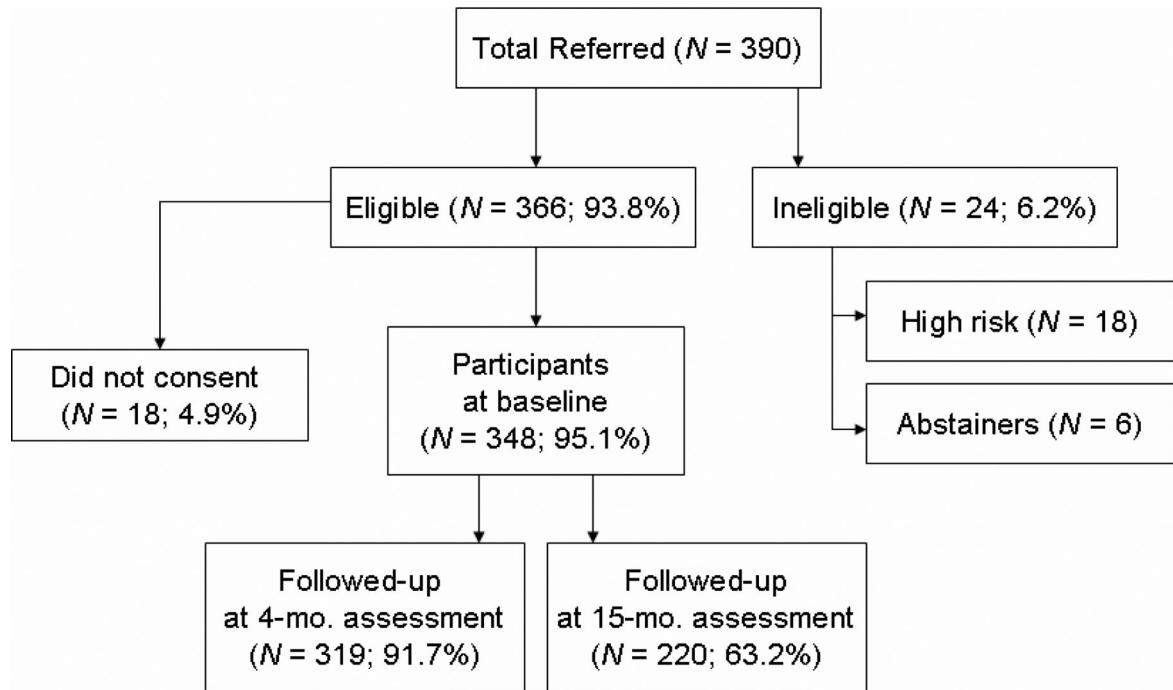 Total Referred (N = 390)
Eligible (N = 366; 93.8%)
Ineligible (N = 24; 6.2%)
High risk (N = 18)
Abstainers (N = 6)
Did not consent
(N = 18; 4.9%)
Participants
at baseline
(N = 348; 95.1%)
Followed-up
at 4-mo. assessment
(N = 319; 91.7%)
Followed-up
at 15-mo. assessment
(N = 220; 63.2%)